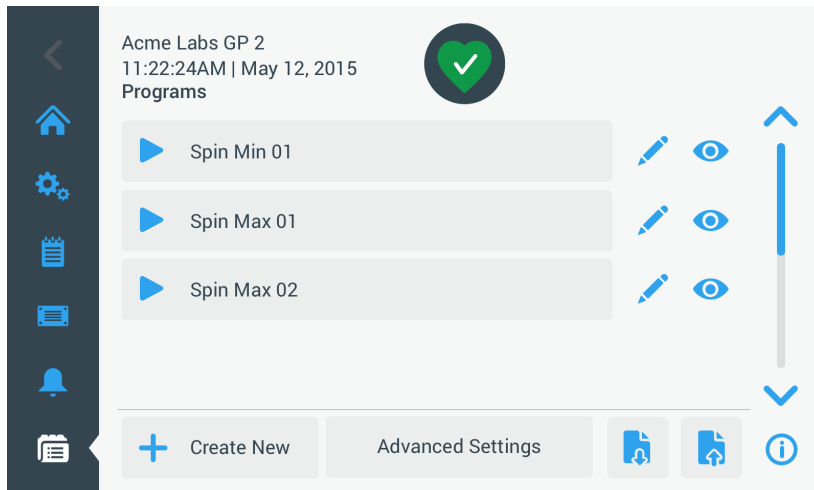 Acme Labs GP 2
11:22:24AM | May 12, 2015
Programs
Spin Min 01
Spin Max 01
Spin Max 02
Create New
Advanced Settings